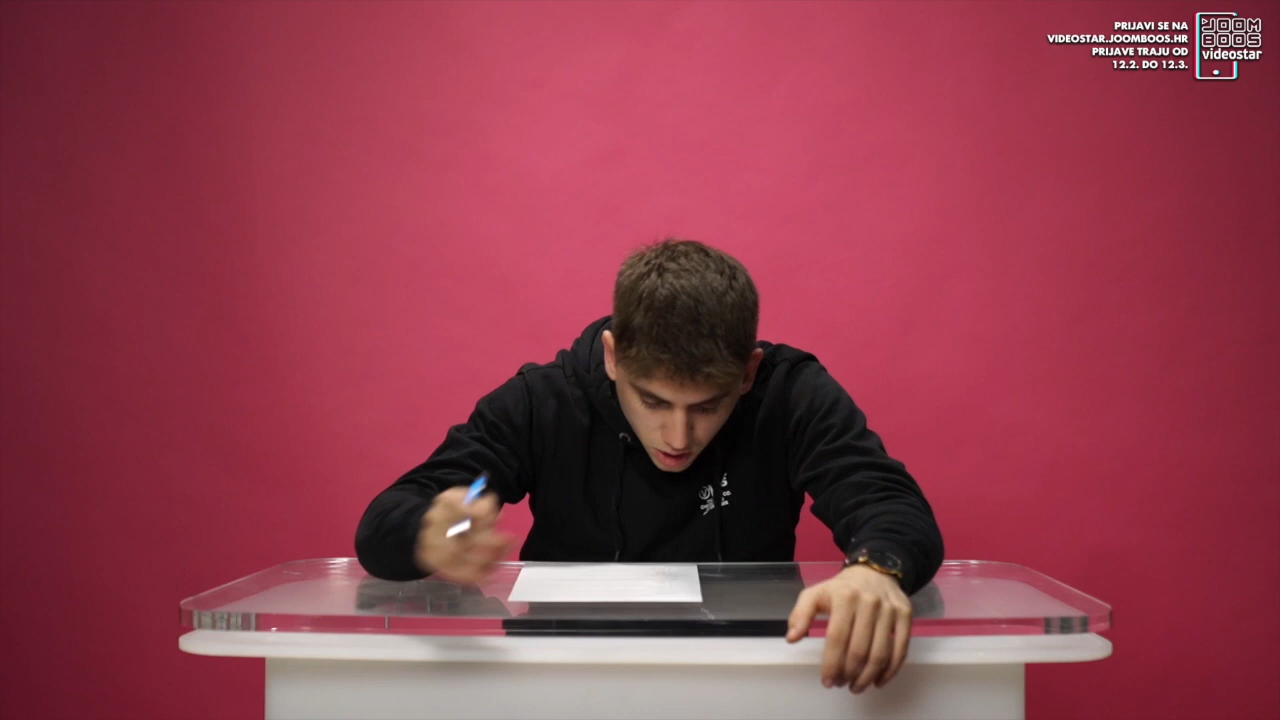 PRIJAVI SE NA
VIDEOSTAR.JOOMBOOS.HR
PRIJAVE TRAJU OD
12.2. DO 12.3.
JOOM
BOOS
videostar